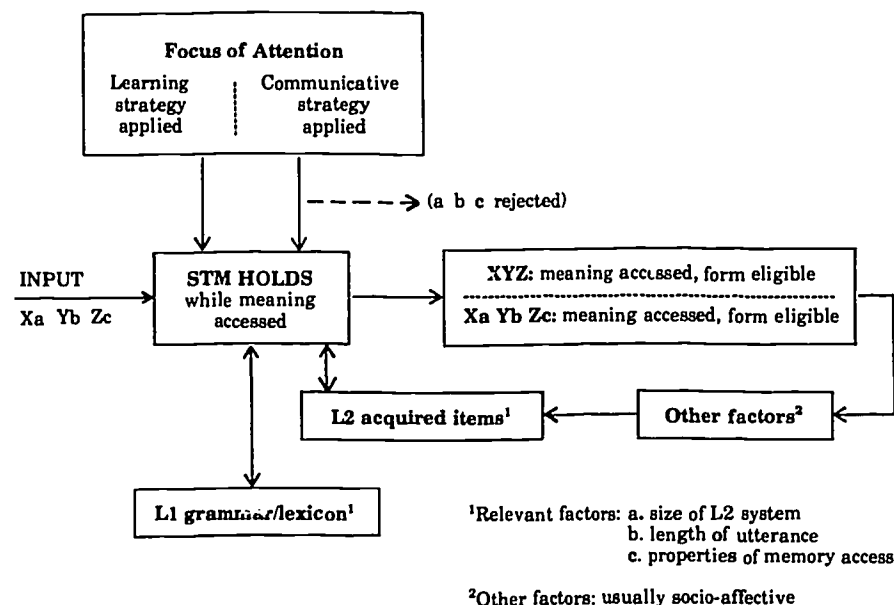 Focus of Attention
Learning strategy applied
Communicative strategy applied
(a b c rejected)
INPUT
Xa Yb Zc
STM HOLDS
while meaning
accessed
XYZ: meaning accessed, form eligible
Xa Yb Zc: meaning accessed, form eligible
L2 acquired items¹
Other factors²
L1 grammar/lexicon¹
¹Relevant factors: a. size of L2 system
b. length of utterance
c. properties of memory access
²Other factors: usually socio-affective